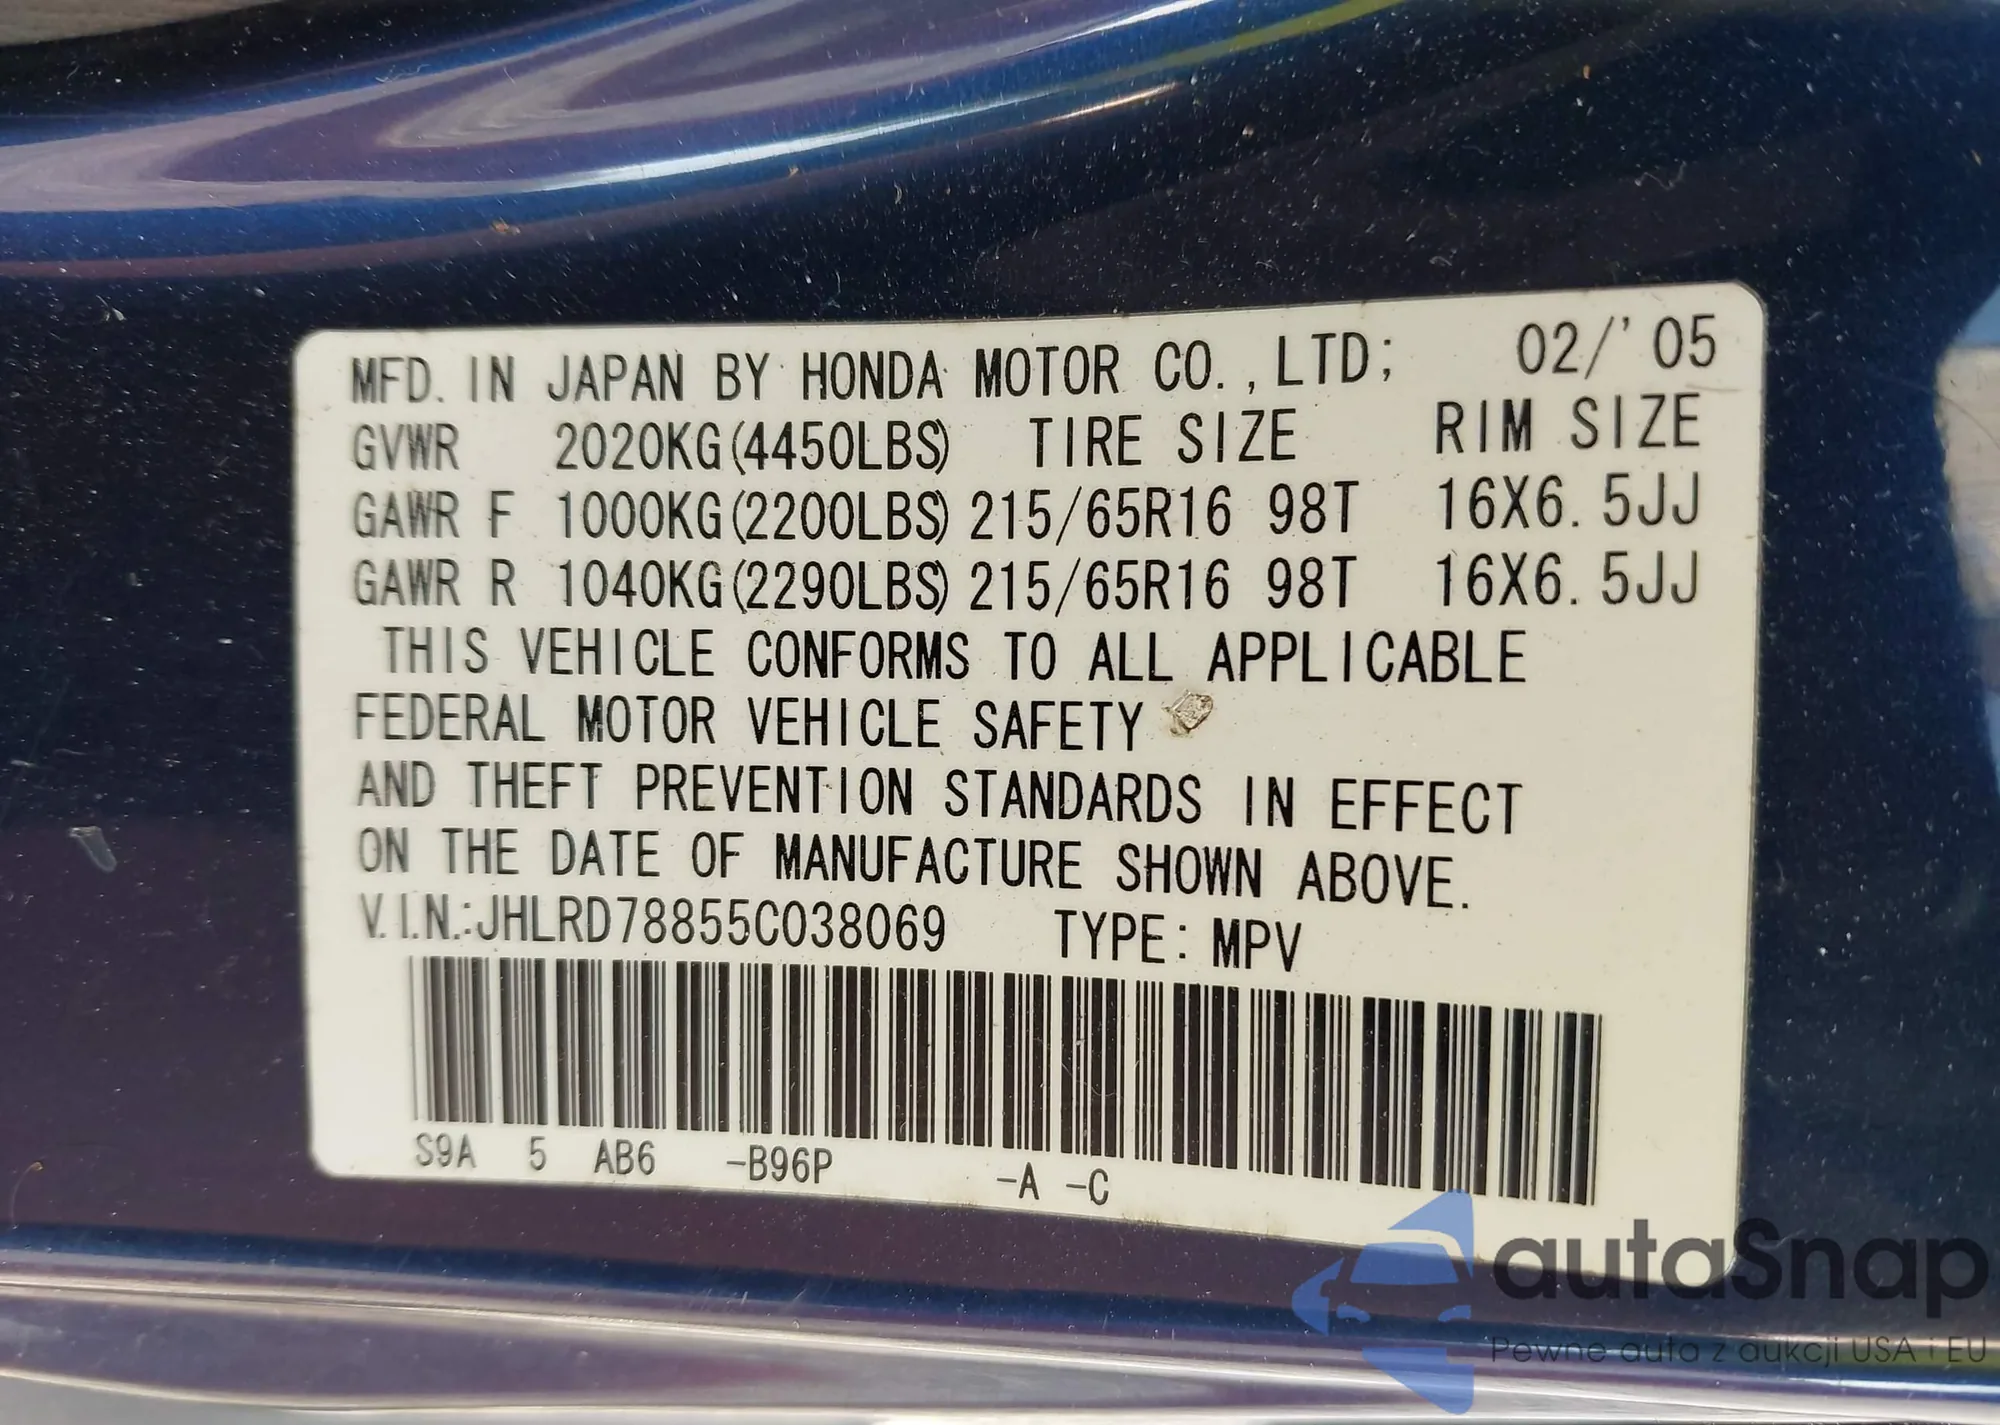 MFD. IN JAPAN BY HONDA MOTOR CO.,LTD; 02/'05
GVWR 2020KG(4450LBS) TIRE SIZE RIM SIZE
GAWR F 1000KG(2200LBS) 215/65R16 98T 16X6.5JJ
GAWR R 1040KG(2290LBS) 215/65R16 98T 16X6.5JJ
THIS VEHICLE CONFORMS TO ALL APPLICABLE
FEDERAL MOTOR VEHICLE SAFETY
AND THEFT PREVENTION STANDARDS IN EFFECT
ON THE DATE OF MANUFACTURE SHOWN ABOVE.
V.I.N.:JHLRD78855C038069 TYPE: MPV
S9A 5 AB6 -B96P -A -C
autaSnap
Pewne auta z aukcji USA i EU